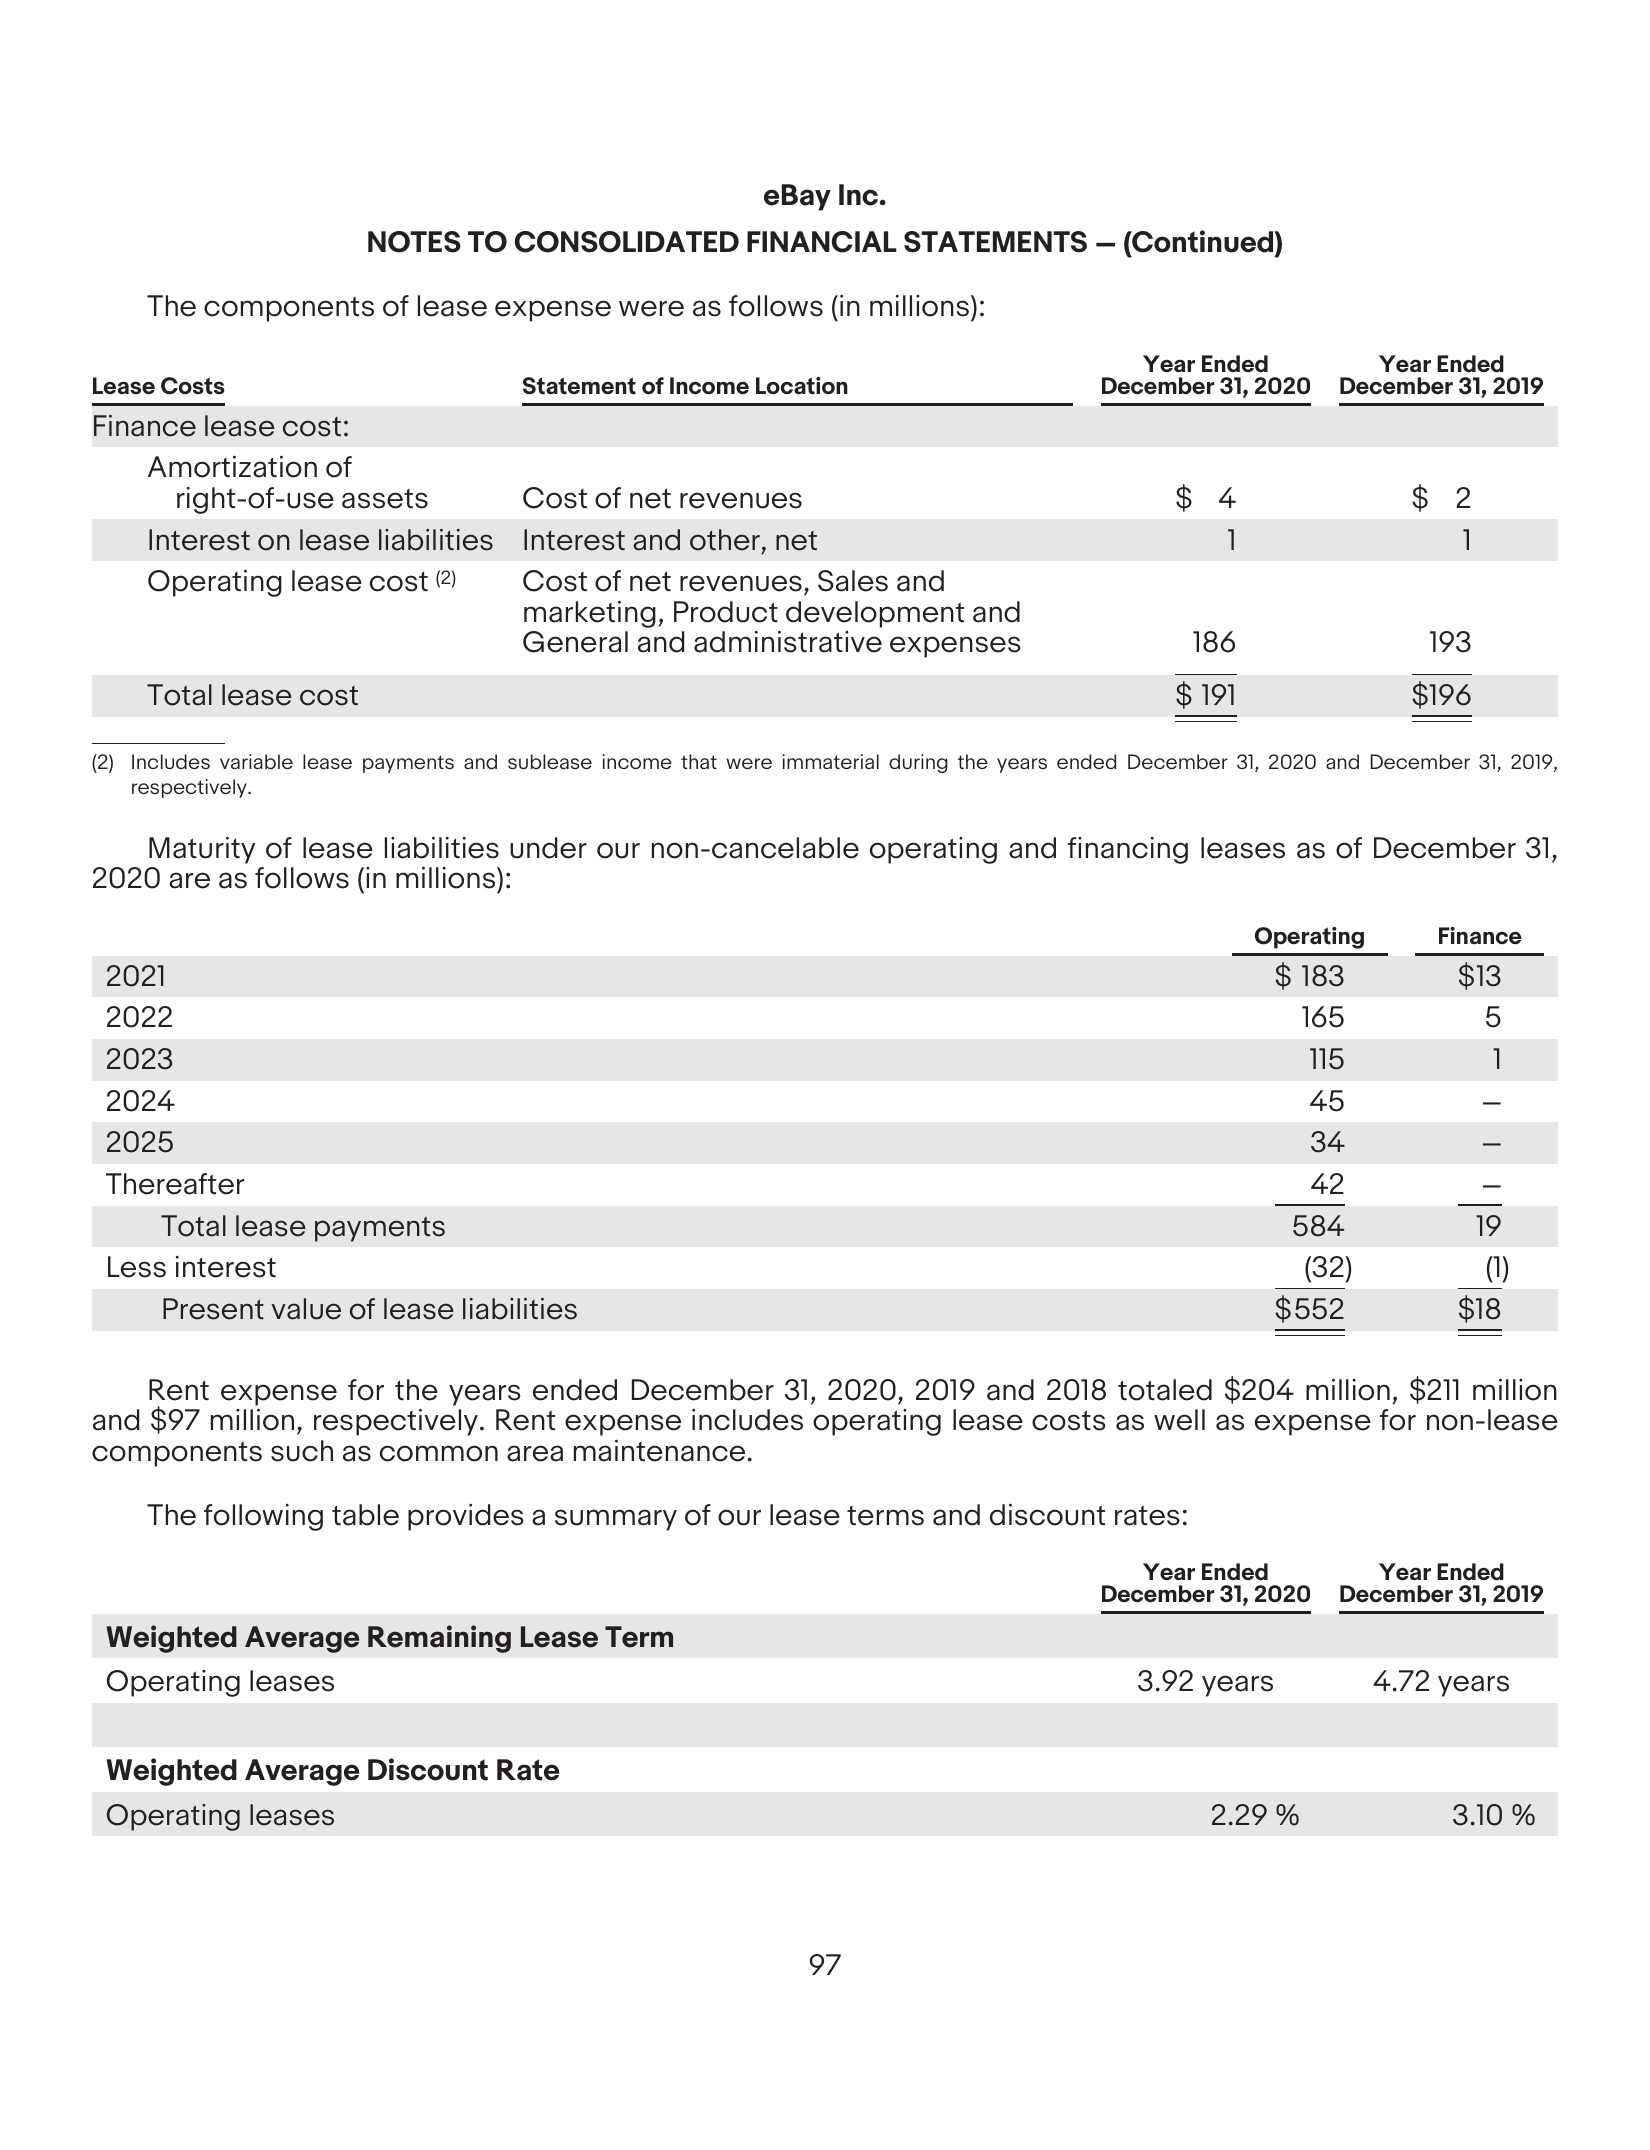 eBay Inc.
NOTES TO CONSOLIDATED FINANCIAL STATEMENTS — (Continued)
The components of lease expense were as follows (in millions):
Lease Costs Statement of Income Location Year Ended December 31, 2020 Year Ended December 31, 2019
Finance lease cost:
Amortization of
right-of-use assets Cost of net revenues $ 4 $ 2
Interest on lease liabilities Interest and other, net 1 1
Operating lease cost (2) Cost of net revenues, Sales and
marketing, Product development and
General and administrative expenses 186 193
Total lease cost $ 191 $196
(2) Includes variable lease payments and sublease income that were immaterial during the years ended December 31, 2020 and December 31, 2019,
respectively.
Maturity of lease liabilities under our non-cancelable operating and financing leases as of December 31,
2020 are as follows (in millions):
Operating Finance
2021 $ 183 $13
2022 165 5
2023 115 1
2024 45 —
2025 34 —
Thereafter 42 —
Total lease payments 584 19
Less interest (32) (1)
Present value of lease liabilities $552 $18
Rent expense for the years ended December 31, 2020, 2019 and 2018 totaled $204 million, $211 million
and $97 million, respectively. Rent expense includes operating lease costs as well as expense for non-lease
components such as common area maintenance.
The following table provides a summary of our lease terms and discount rates:
Year Ended December 31, 2020 Year Ended December 31, 2019
Weighted Average Remaining Lease Term
Operating leases 3.92 years 4.72 years
Weighted Average Discount Rate
Operating leases 2.29 % 3.10 %
97